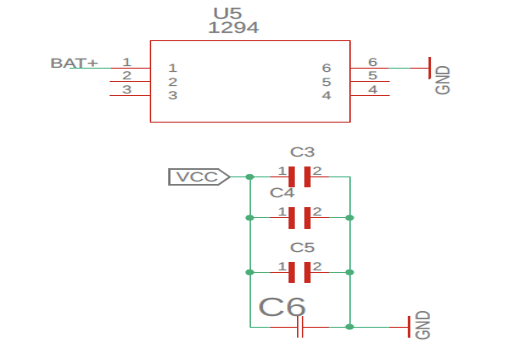 U5
1294
BAT+ 1 1 6 6 GND
2 2 5 5
3 3 4 4
C3
VCC 1 2
C4
1 2
C5
1 2
C6
GND